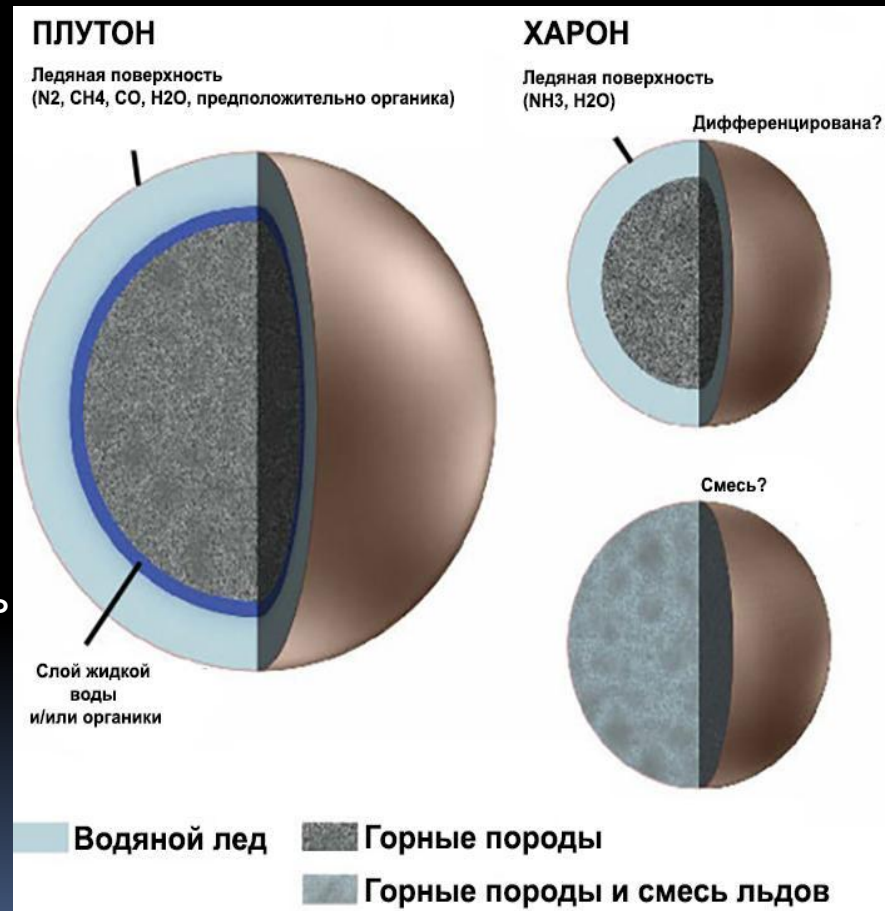 ПЛУТОН
Ледяная поверхность
(N2, CH4, CO, H2O, предположительно органика)
ХАРОН
Ледяная поверхность
(NH3, H2O)
Дифференцирована?
Смесь?
Слой жидкой
воды
и/или органики
Водяной лед
Горные породы
Горные породы и смесь льдов